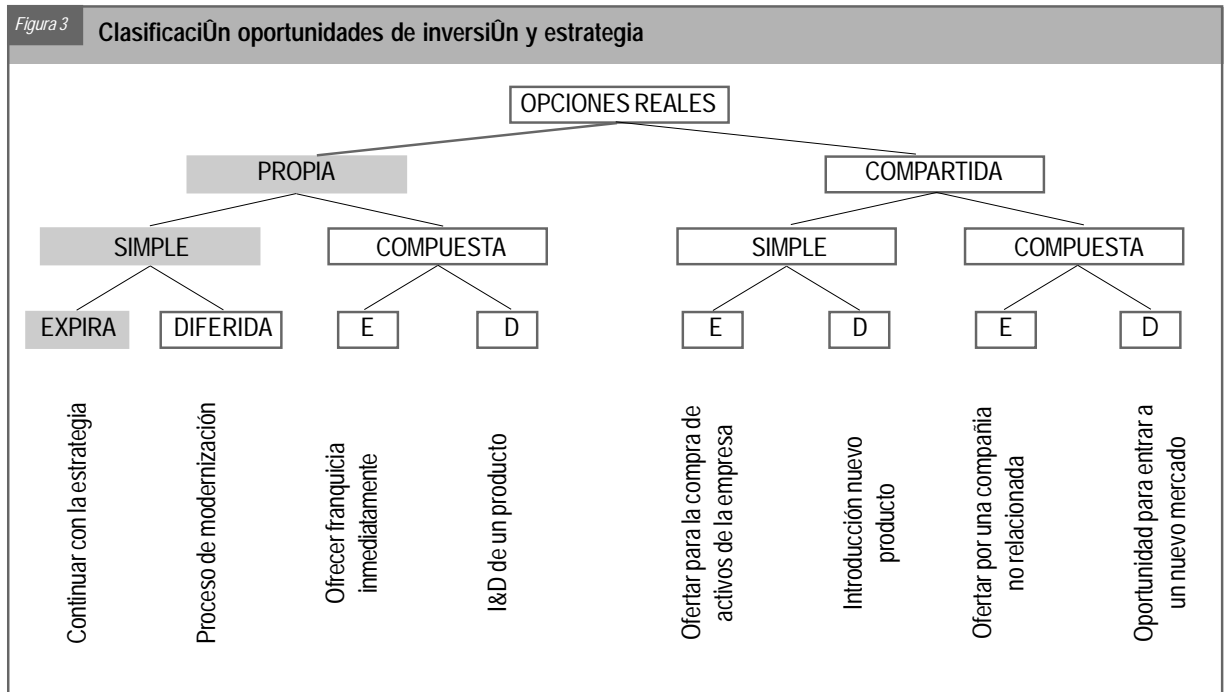 Figura 3
ClasificaciÛn oportunidades de inversiÛn y estrategia
OPCIONES REALES
PROPIA
COMPARTIDA
SIMPLE
COMPUESTA
SIMPLE
COMPUESTA
EXPIRA
DIFERIDA
E
D
E
D
E
D
Continuar con la estrategia
Proceso de modernización
Ofrecer franquicia
inmediatamente
I&D de un producto
Ofertar para la compra de
activos de la empresa
Introducción nuevo
producto
Ofertar por una compañia
no relacionada
Oportunidad para entrar a
un nuevo mercado